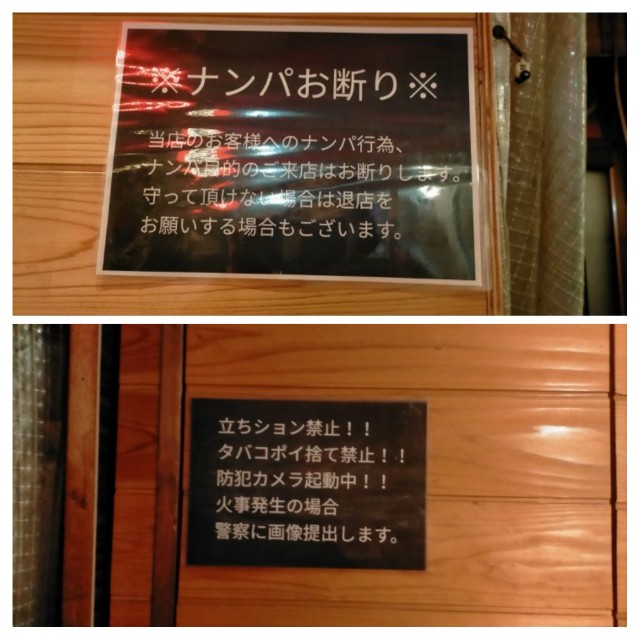 ※ナンパお断り※
当店のお客様へのナンパ行為、
ナンパ目的のご来店はお断りします。
守って頂けない場合は退店を
お願いする場合もございます。
立ちション禁止！！
タバコポイ捨て禁止！！
防犯カメラ起動中！！
火事発生の場合
警察に画像提出します。